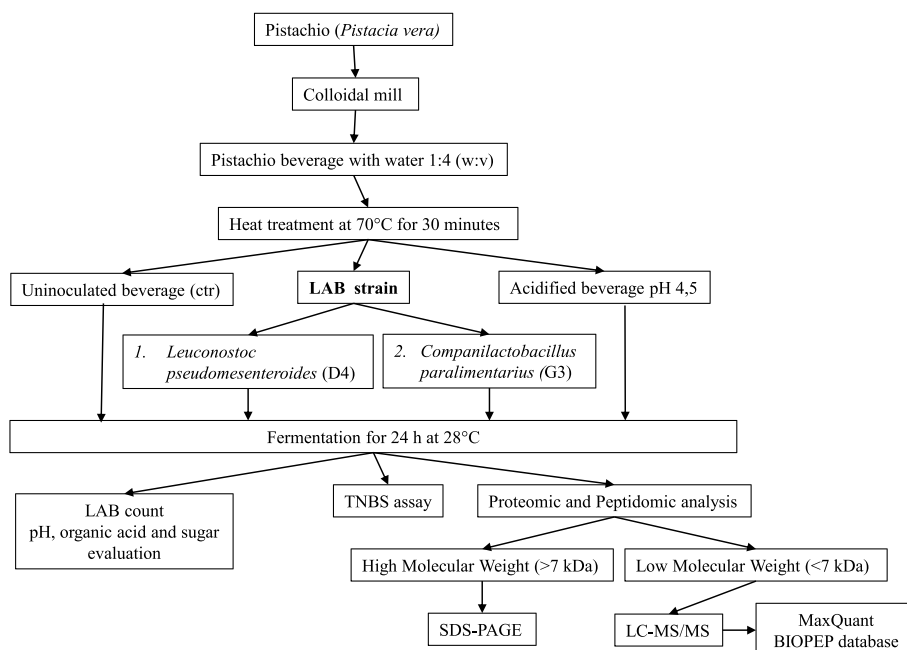 Pistachio (Pistacia vera)
Colloidal mill
Pistachio beverage with water 1:4 (w:v)
Heat treatment at 70°C for 30 minutes
Uninoculated beverage (ctr)
LAB strain
Acidified beverage pH 4,5
1. Leuconostoc
pseudomesenteroides (D4)
2. Companilactobacillus
paralimentarius (G3)
Fermentation for 24 h at 28°C
LAB count
pH, organic acid and sugar
evaluation
TNBS assay
Proteomic and Peptidomic analysis
High Molecular Weight (>7 kDa)
Low Molecular Weight (<7 kDa)
SDS-PAGE
LC-MS/MS
MaxQuant
BIOPEP database